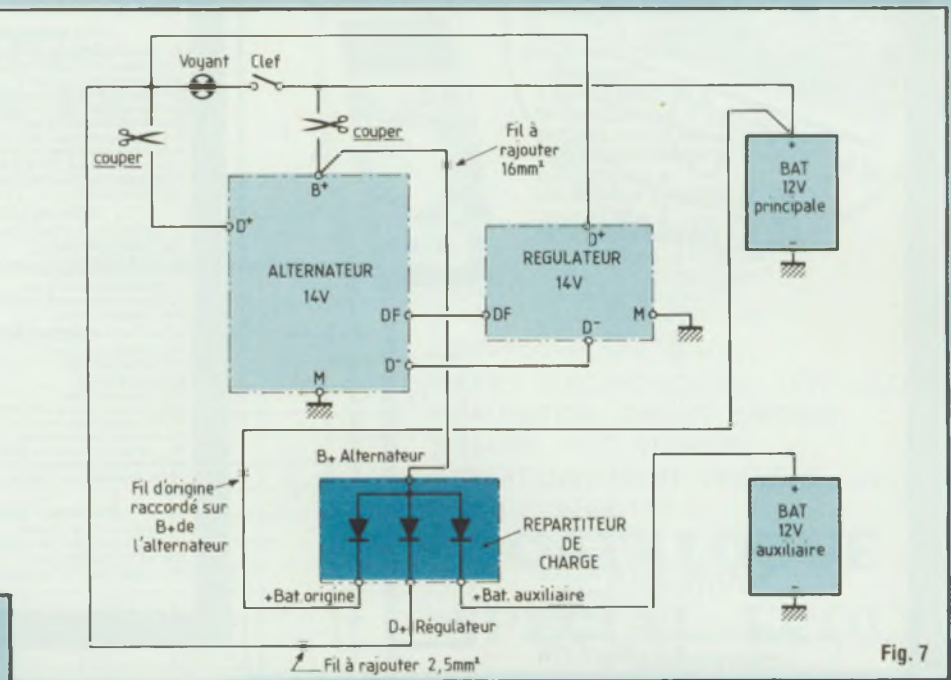 Voyant
Clef
couper
couper
Fil à
rajouter
16mm²
B+
D+
D+
ALTERNATEUR
14V
REGULATEUR
14V
BAT
12V
principale
+
-
DF
DF
M
D-
D-
M
B+ Alternateur
Fil d'origine
raccordé sur
B+ de
l'alternateur
REPARTITEUR
DE
CHARGE
BAT
12V
auxiliaire
+
-
+Bat. origine
+Bat. auxiliaire
D+ Régulateur
Fil à rajouter 2,5mm²
Fig. 7